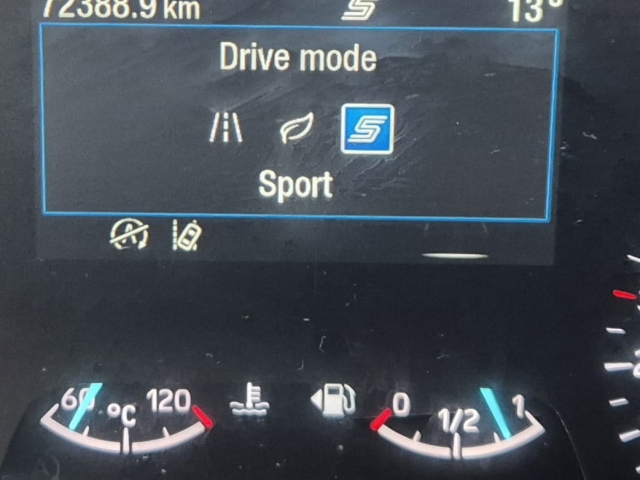 72388.9 km 13°
Drive mode
S
Sport
A
60 °C 120
0 1/2 1